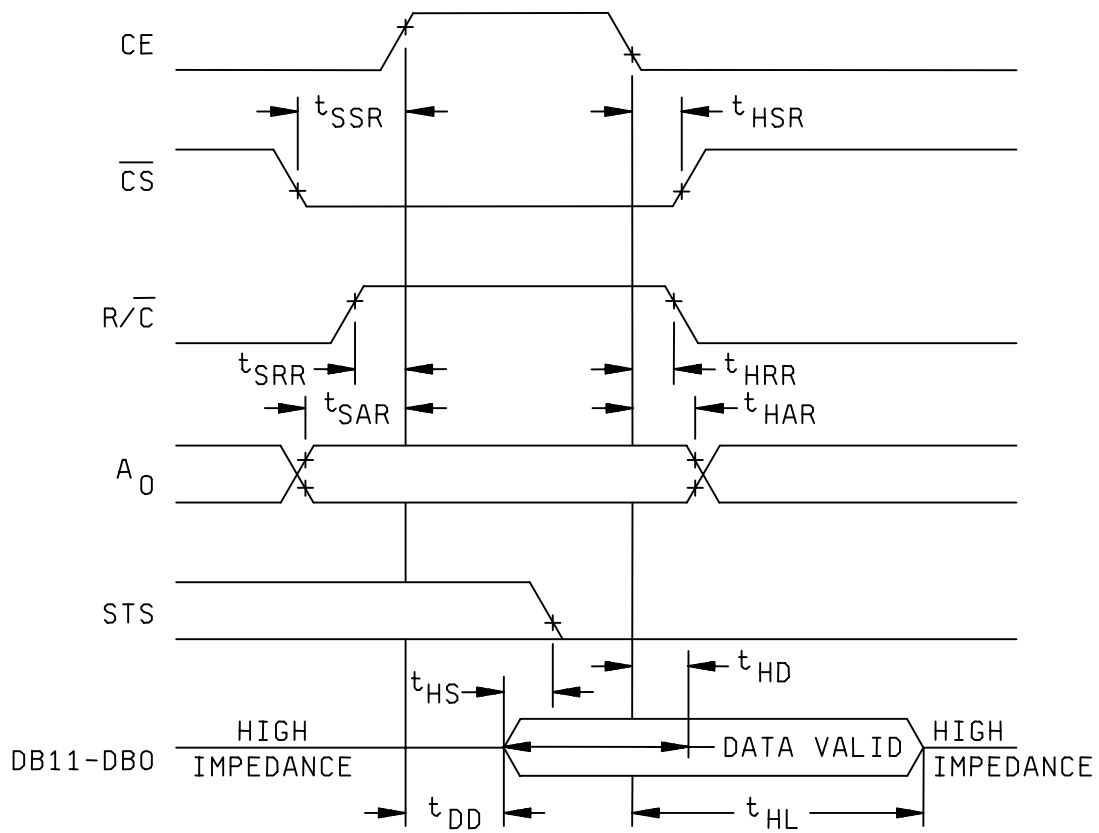 CE
tSSR
tHSR
C̅S̅
R/C̅
tSRR
tHRR
tSAR
tHAR
A0
STS
tHD
tHS
HIGH
IMPEDANCE
DATA VALID
HIGH
IMPEDANCE
DB11-DB0
tDD
tHL